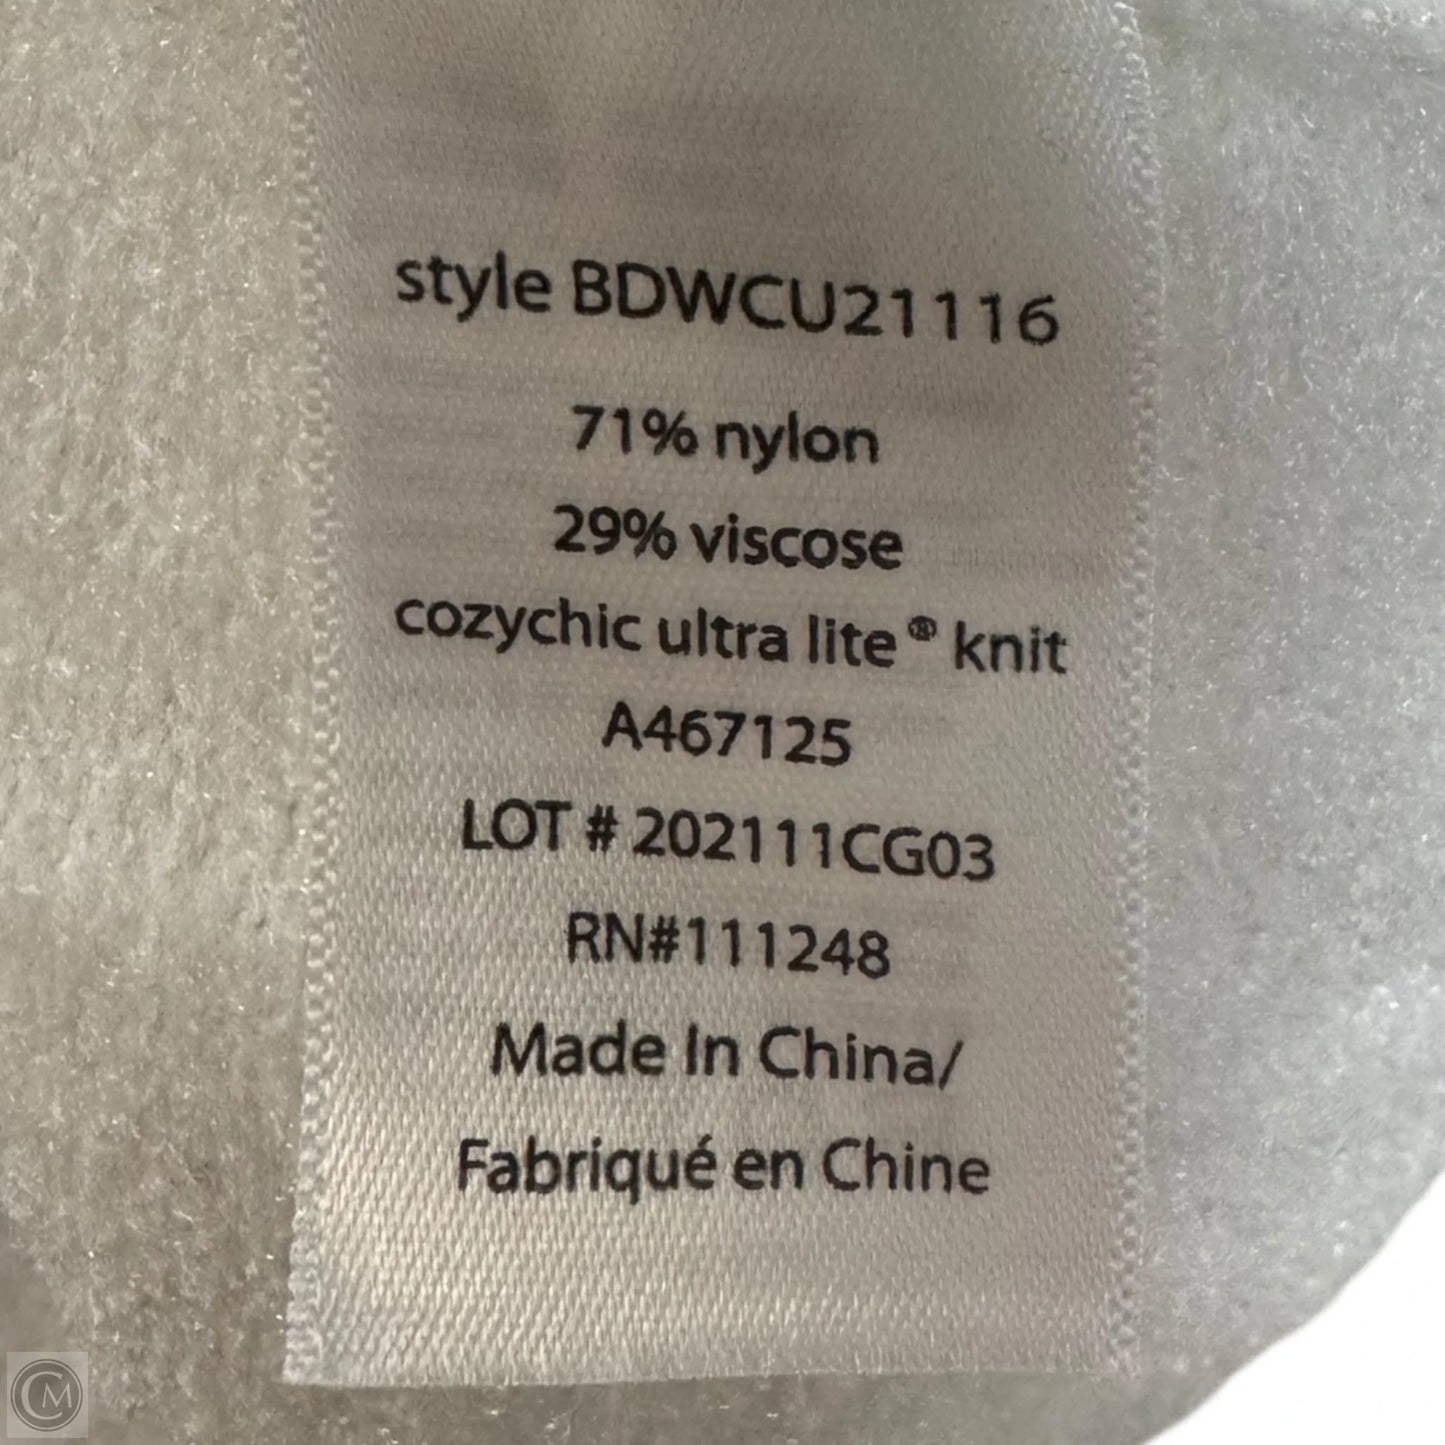 style BDWCU21116
71% nylon
29% viscose
cozychic ultra lite® knit
A467125
LOT # 202111CG03
RN#111248
Made In China/
Fabriqué en Chine
CM